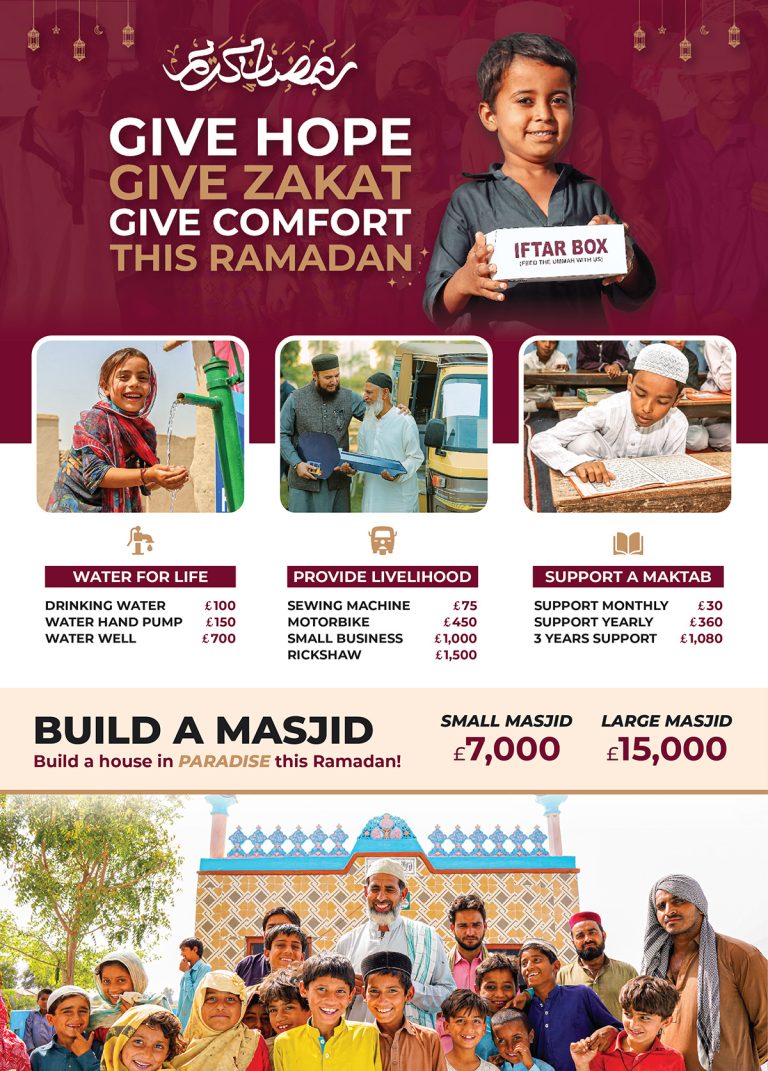 رمضان كريم
GIVE HOPE
GIVE ZAKAT
GIVE COMFORT
THIS RAMADAN
IFTAR BOX
(FEED THE UMMAH WITH US)
WATER FOR LIFE
DRINKING WATER £100
WATER HAND PUMP £150
WATER WELL £700
PROVIDE LIVELIHOOD
SEWING MACHINE £75
MOTORBIKE £450
SMALL BUSINESS £1,000
RICKSHAW £1,500
SUPPORT A MAKTAB
SUPPORT MONTHLY £30
SUPPORT YEARLY £360
3 YEARS SUPPORT £1,080
BUILD A MASJID
Build a house in PARADISE this Ramadan!
SMALL MASJID
£7,000
LARGE MASJID
£15,000